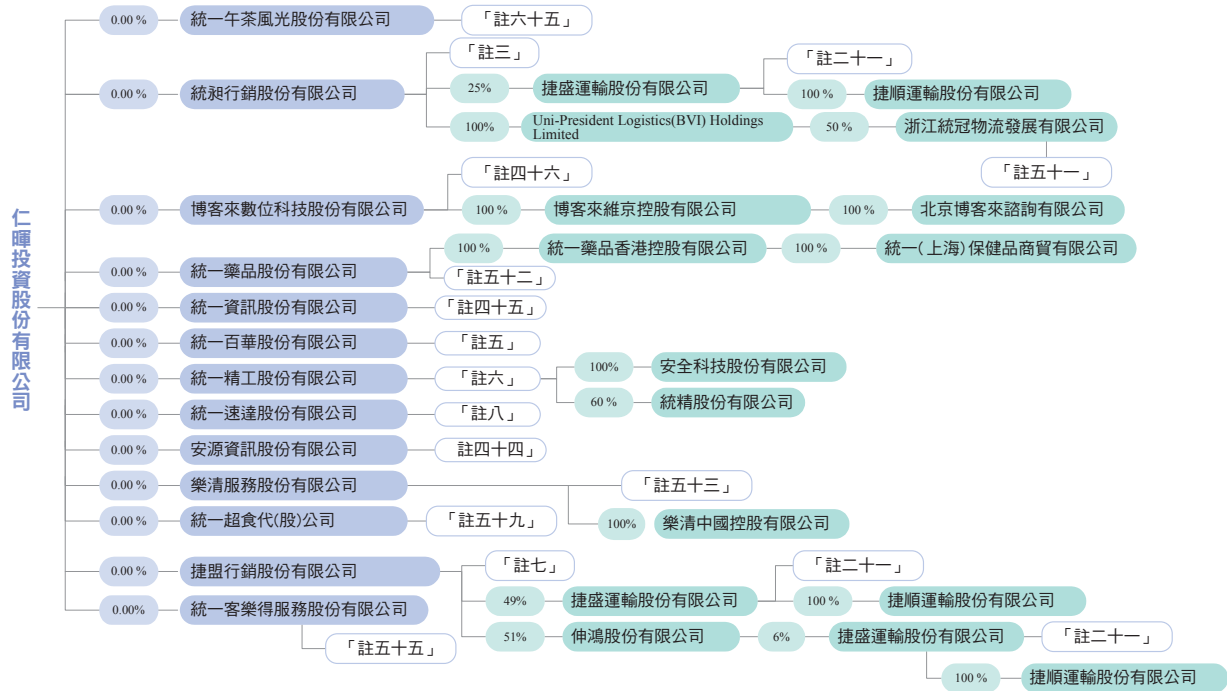 仁暉投資股份有限公司
0.00 %
統一午茶風光股份有限公司
「註六十五」
0.00 %
統昶行銷股份有限公司
「註三」
25%
捷盛運輸股份有限公司
「註二十一」
100 %
捷順運輸股份有限公司
100%
Uni-President Logistics(BVI) Holdings
Limited
50 %
浙江統冠物流發展有限公司
「註五十一」
0.00 %
博客來數位科技股份有限公司
「註四十六」
100 %
博客來維京控股有限公司
100 %
北京博客來諮詢有限公司
0.00 %
統一藥品股份有限公司
100 %
統一藥品香港控股有限公司
100 %
統一(上海)保健品商貿有限公司
「註五十二」
0.00 %
統一資訊股份有限公司
「註四十五」
0.00 %
統一百華股份有限公司
「註五」
0.00 %
統一精工股份有限公司
「註六」
100%
安全科技股份有限公司
60 %
統精股份有限公司
0.00 %
統一速達股份有限公司
「註八」
0.00 %
安源資訊股份有限公司
註四十四」
0.00 %
樂清服務股份有限公司
「註五十三」
100%
樂清中國控股有限公司
0.00 %
統一超食代(股)公司
「註五十九」
0.00 %
捷盟行銷股份有限公司
「註七」
49%
捷盛運輸股份有限公司
「註二十一」
100 %
捷順運輸股份有限公司
51%
伸鴻股份有限公司
6%
捷盛運輸股份有限公司
「註二十一」
100 %
捷順運輸股份有限公司
0.00%
統一客樂得服務股份有限公司
「註五十五」